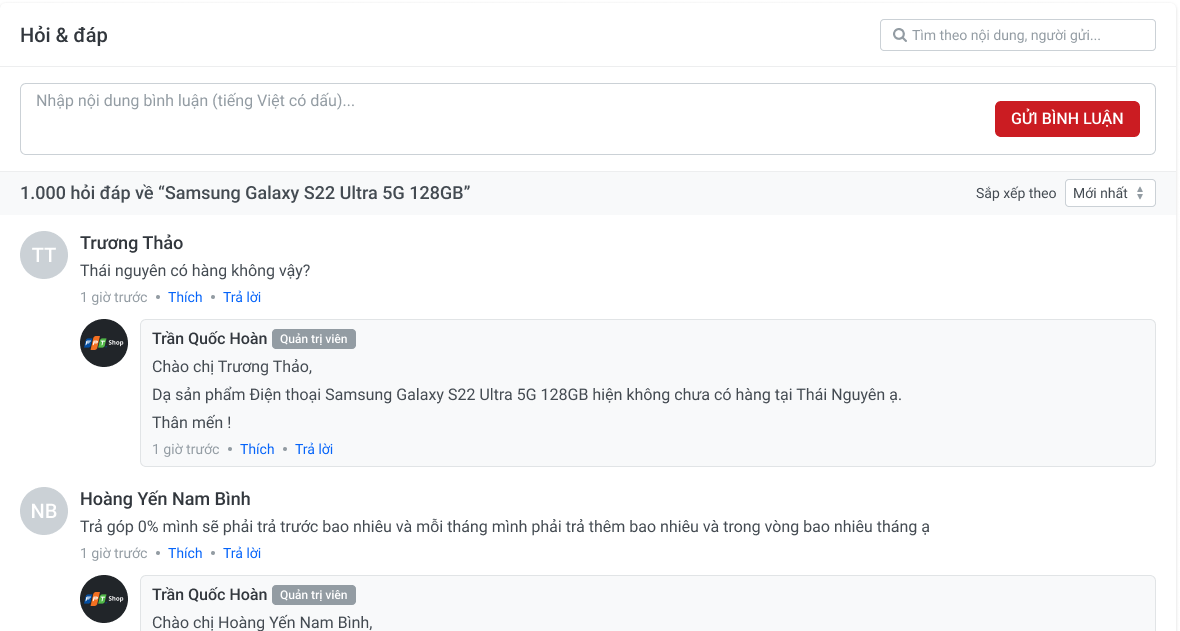 Hỏi & đáp
Tìm theo nội dung, người gửi...
Nhập nội dung bình luận (tiếng Việt có dấu)...
GỬI BÌNH LUẬN
1.000 hỏi đáp về “Samsung Galaxy S22 Ultra 5G 128GB”
Sắp xếp theo
Mới nhất
TT
Trương Thảo
Thái nguyên có hàng không vậy?
1 giờ trước • Thích • Trả lời
FPT Shop
Trần Quốc Hoàn Quản trị viên
Chào chị Trương Thảo,
Dạ sản phẩm Điện thoại Samsung Galaxy S22 Ultra 5G 128GB hiện không chưa có hàng tại Thái Nguyên ạ.
Thân mến !
1 giờ trước • Thích • Trả lời
NB
Hoàng Yến Nam Bình
Trả góp 0% mình sẽ phải trả trước bao nhiêu và mỗi tháng mình phải trả thêm bao nhiêu và trong vòng bao nhiêu tháng ạ
1 giờ trước • Thích • Trả lời
FPT Shop
Trần Quốc Hoàn Quản trị viên
Chào chị Hoàng Yến Nam Bình,